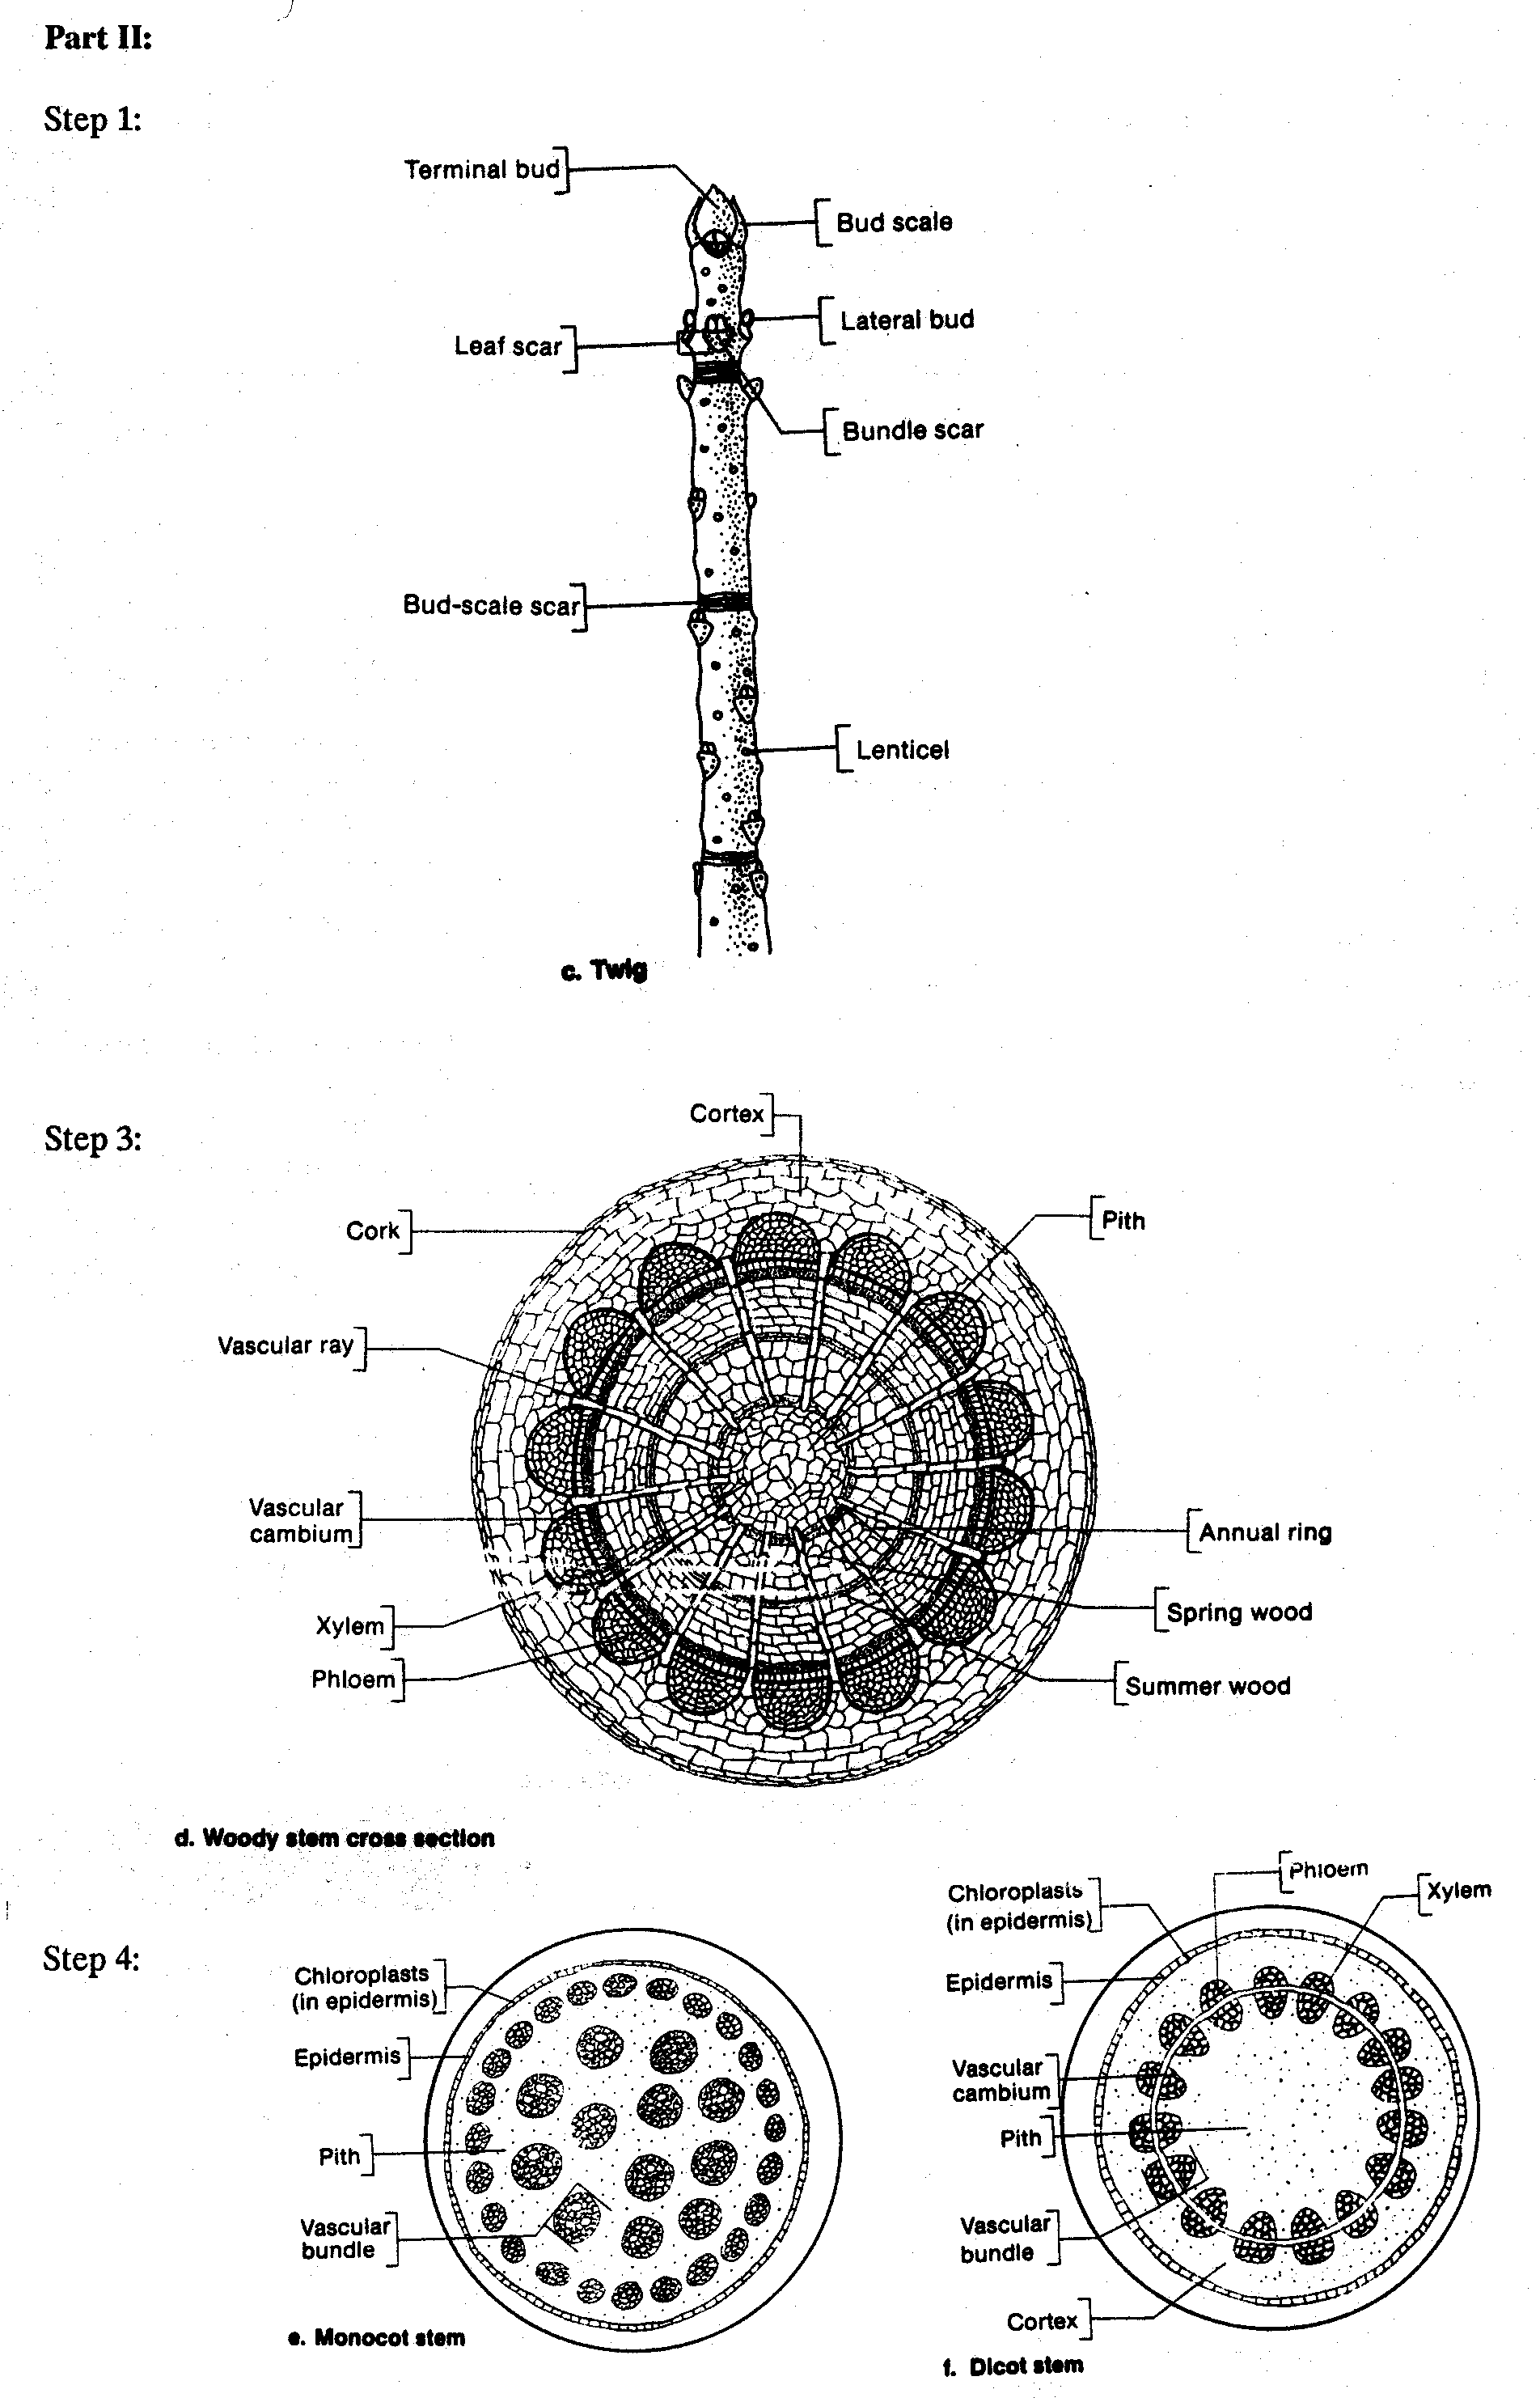 Part II:
Step 1:
Terminal bud
Bud scale
Lateral bud
Leaf scar
Bundle scar
Bud-scale scar
Lenticel
c. Twig
Step 3:
Cortex
Pith
Cork
Vascular ray
Vascular
cambium
Annual ring
Spring wood
Xylem
Phloem
Summer wood
d. Woody stem cross section
Step 4:
Chloroplasts
(in epidermis)
Epidermis
Pith
Vascular
bundle
e. Monocot stem
Phloem
Xylem
Chloroplasts
(in epidermis)
Epidermis
Vascular
cambium
Pith
Vascular
bundle
Cortex
f. Dicot stem